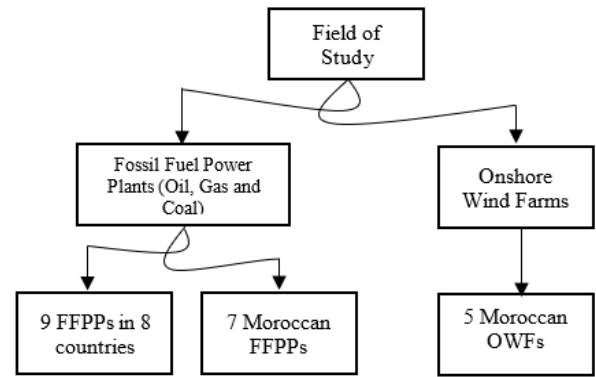 Field of
Study
Fossil Fuel Power
Plants (Oil, Gas and
Coal)
Onshore
Wind Farms
9 FFPPs in 8
countries
7 Moroccan
FFPPs
5 Moroccan
OWFs